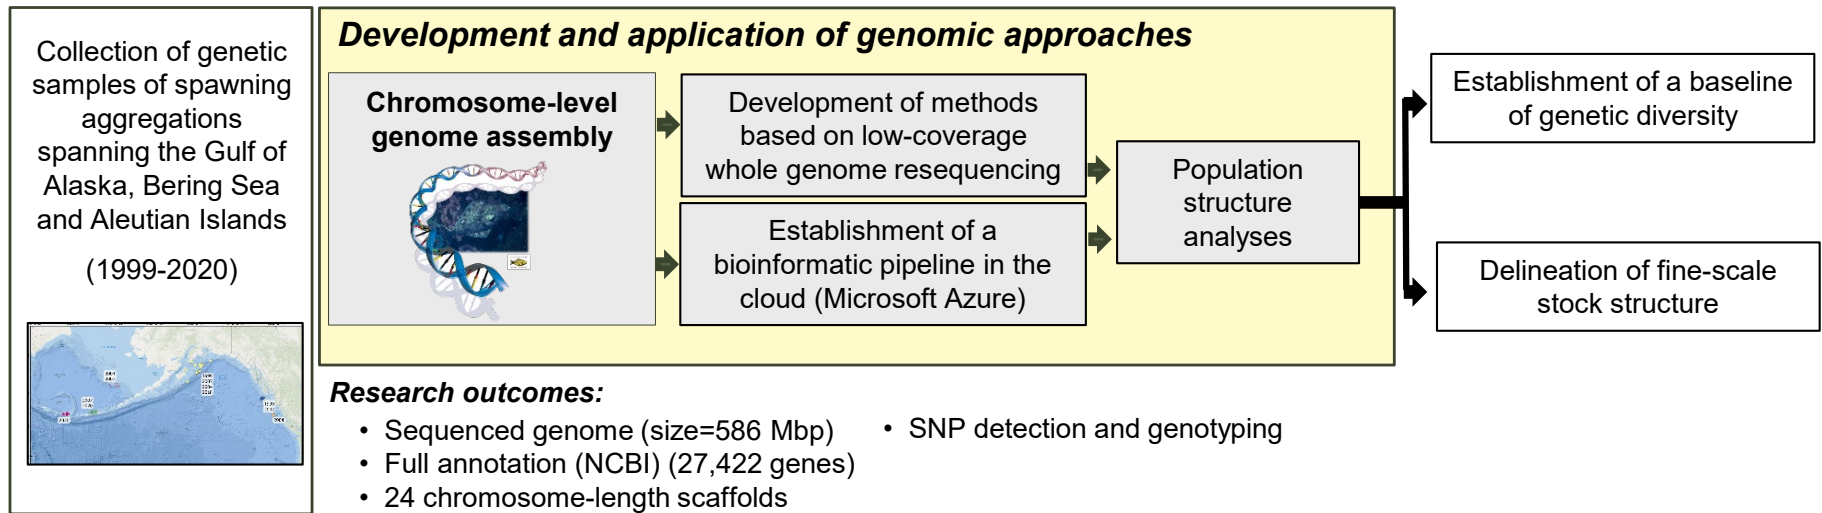 Collection of genetic
samples of spawning
aggregations
spanning the Gulf of
Alaska, Bering Sea
and Aleutian Islands
(1999-2020)
Development and application of genomic approaches
Chromosome-level
genome assembly
Development of methods
based on low-coverage
whole genome resequencing
Establishment of a
bioinformatic pipeline in the
cloud (Microsoft Azure)
Population
structure
analyses
Establishment of a baseline
of genetic diversity
Delineation of fine-scale
stock structure
Research outcomes:
• Sequenced genome (size=586 Mbp)
• Full annotation (NCBI) (27,422 genes)
• 24 chromosome-length scaffolds
• SNP detection and genotyping